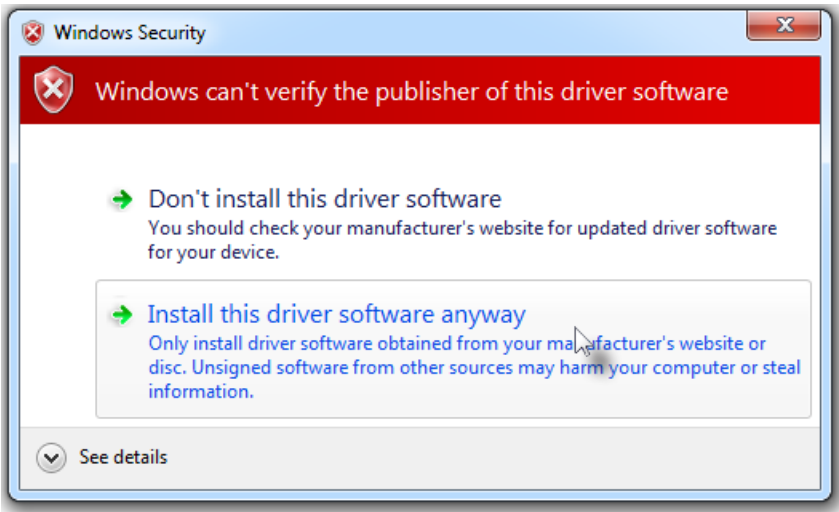 Windows Security
Windows can't verify the publisher of this driver software
Don't install this driver software
You should check your manufacturer's website for updated driver software
for your device.
Install this driver software anyway
Only install driver software obtained from your manufacturer's website or
disc. Unsigned software from other sources may harm your computer or steal
information.
See details